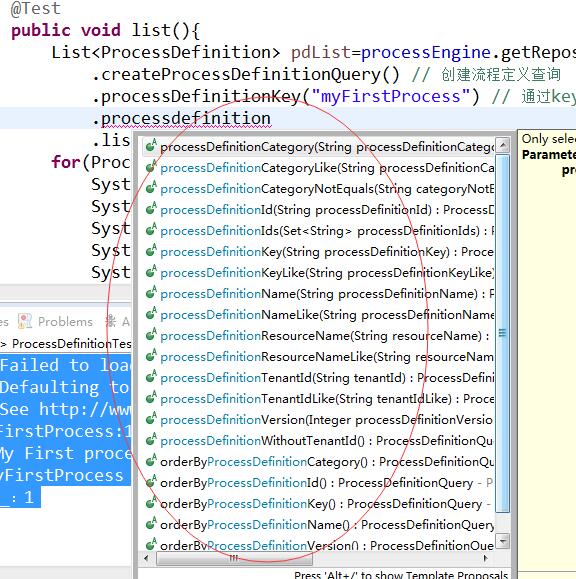 @Test
public void list(){
List<ProcessDefinition> pdList=processEngine.getRepos
.createProcessDefinitionQuery() // 创建流程定义查询
.processDefinitionKey("myFirstProcess") // 通过key
.processdefinition
.lis
for(Proc
Syst
Syst
Syst
Syst
Syst
processDefinitionCategory(String processDefinitionCatego
processDefinitionCategoryLike(String processDefinitionCa
processDefinitionCategoryNotEquals(String categoryNotE
processDefinitionId(String processDefinitionId) : ProcessD
processDefinitionIds(Set<String> processDefinitionIds) : P
processDefinitionKey(String processDefinitionKey) : Proce
processDefinitionKeyLike(String processDefinitionKeyLike)
processDefinitionName(String processDefinitionName) : P
processDefinitionNameLike(String processDefinitionName
processDefinitionResourceName(String resourceName) :
processDefinitionResourceNameLike(String resourceNam
processDefinitionTenantId(String tenantId) : ProcessDefini
processDefinitionTenantIdLike(String tenantIdLike) : Proce
processDefinitionVersion(Integer processDefinitionVersion
processDefinitionWithoutTenantId() : ProcessDefinitionQu
orderByProcessDefinitionCategory() : ProcessDefinitionQu
orderByProcessDefinitionId() : ProcessDefinitionQuery - P
orderByProcessDefinitionKey() : ProcessDefinitionQuery -
orderByProcessDefinitionName() : ProcessDefinitionQuery
orderByProcessDefinitionVersion() : ProcessDefinitionQue
Press 'Alt+/' to show Template Proposals
Only selec
Paramete
pro
es Problems A
> ProcessDefinitionTes
Failed to load
Defaulting to
See http://ww
FirstProcess:1
My First proce
yFirstProcess
_：1